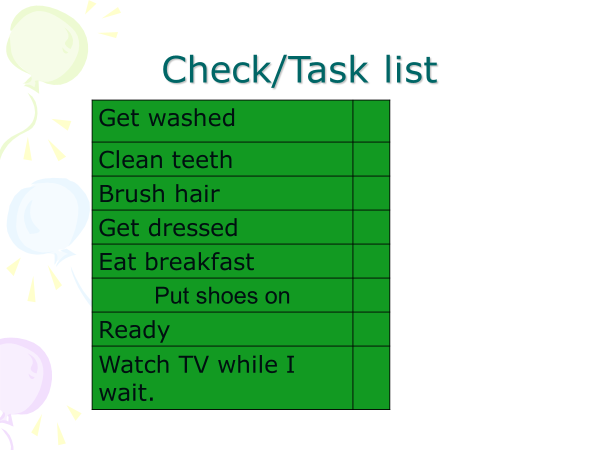 Check/Task list
Get washed
Clean teeth
Brush hair
Get dressed
Eat breakfast
Put shoes on
Ready
Watch TV while I
wait.